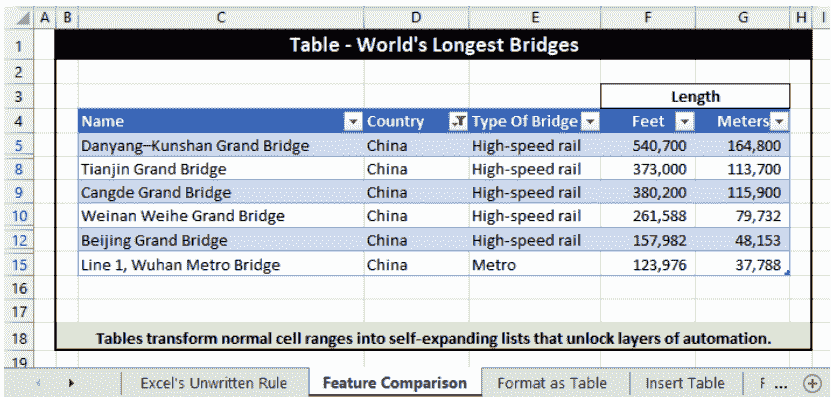 A B C D E F G H I
1 Table - World's Longest Bridges
2
3 Length
4 Name Country Type Of Bridge Feet Meters
5 Danyang–Kunshan Grand Bridge China High-speed rail 540,700 164,800
8 Tianjin Grand Bridge China High-speed rail 373,000 113,700
9 Cangde Grand Bridge China High-speed rail 380,200 115,900
10 Weinan Weihe Grand Bridge China High-speed rail 261,588 79,732
12 Beijing Grand Bridge China High-speed rail 157,982 48,153
15 Line 1, Wuhan Metro Bridge China Metro 123,976 37,788
16
17
18 Tables transform normal cell ranges into self-expanding lists that unlock layers of automation.
19
Excel's Unwritten Rule Feature Comparison Format as Table Insert Table F ...